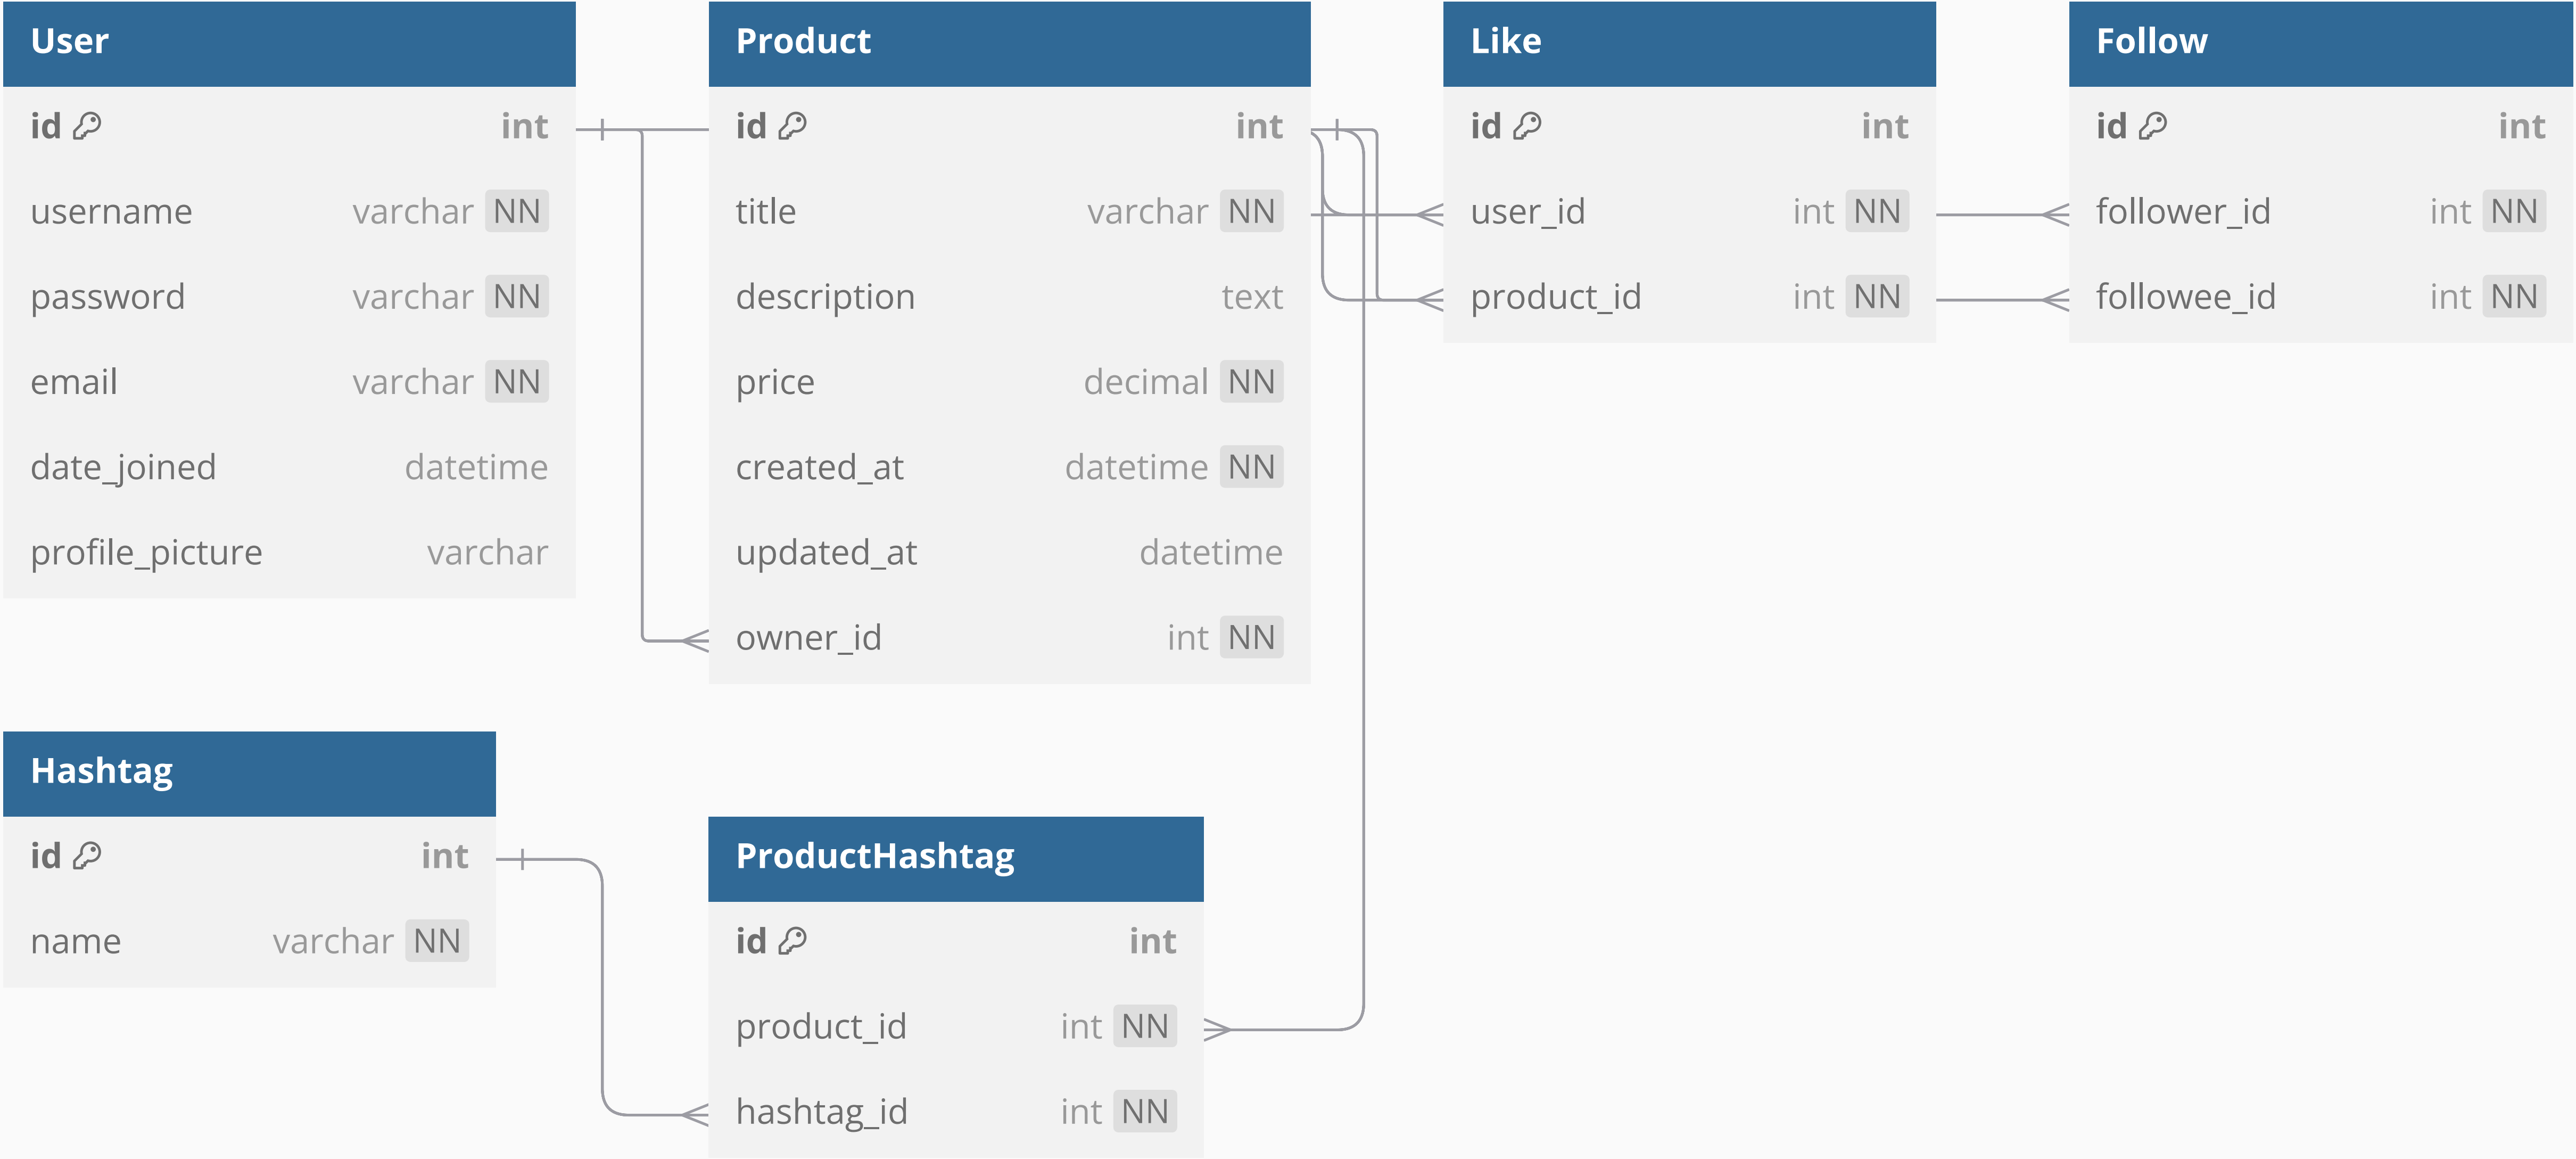 User
id int
username varchar NN
password varchar NN
email varchar NN
date_joined datetime
profile_picture varchar
Product
id int
title varchar NN
description text
price decimal NN
created_at datetime NN
updated_at datetime
owner_id int NN
Like
id int
user_id int NN
product_id int NN
Follow
id int
follower_id int NN
followee_id int NN
Hashtag
id int
name varchar NN
ProductHashtag
id int
product_id int NN
hashtag_id int NN